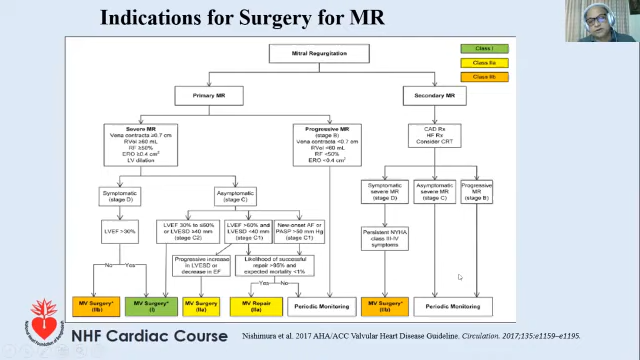 Indications for Surgery for MR
Mitral Regurgitation
Class I
Class IIa
Class IIb
Primary MR
Secondary MR
Severe MR
Vena contracta ≥0.7 cm
RVol ≥60 mL
RF ≥50%
ERO ≥0.4 cm²
LV dilation
Progressive MR
(stage B)
Vena contracta <0.7 cm
RVol <60 mL
RF <50%
ERO <0.4 cm²
CAD Rx
HF Rx
Consider CRT
Symptomatic
(stage D)
Asymptomatic
(stage C)
Symptomatic
severe MR
(stage D)
Asymptomatic
severe MR
(stage C)
Progressive
MR
(stage B)
LVEF >30%
LVEF 30% to ≤60%
or LVESD ≥40 mm
(stage C2)
LVEF >60% and
LVESD <40 mm
(stage C1)
New onset AF or
PASP >50 mm Hg
(stage C1)
Persistent NYHA
class III-IV
symptoms
Progressive increase
in LVESD or
decrease in EF
Likelihood of successful
repair >95% and
expected mortality <1%
No
Yes
Yes
No
MV Surgery*
(IIb)
MV Surgery*
(I)
MV Surgery
(IIa)
MV Repair
(IIa)
Periodic Monitoring
MV Surgery*
(IIb)
Periodic Monitoring
NHF Cardiac Course
Nishimura et al. 2017 AHA/ACC Valvular Heart Disease Guideline. Circulation. 2017;135:e1159–e1195.